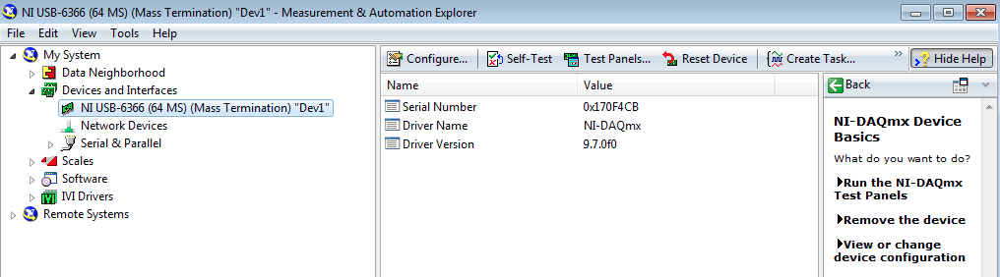 NI USB-6366 (64 MS) (Mass Termination) "Dev1" - Measurement & Automation Explorer
File Edit View Tools Help
My System
Data Neighborhood
Devices and Interfaces
NI USB-6366 (64 MS) (Mass Termination) "Dev1"
Network Devices
Serial & Parallel
Scales
Software
IVI Drivers
Remote Systems
Configure... Self-Test Test Panels... Reset Device Create Task... » Hide Help
Name Value
Serial Number 0x170F4CB
Driver Name NI-DAQmx
Driver Version 9.7.0f0
Back
NI-DAQmx Device
Basics
What do you want to do?
Run the NI-DAQmx
Test Panels
Remove the device
View or change
device configuration